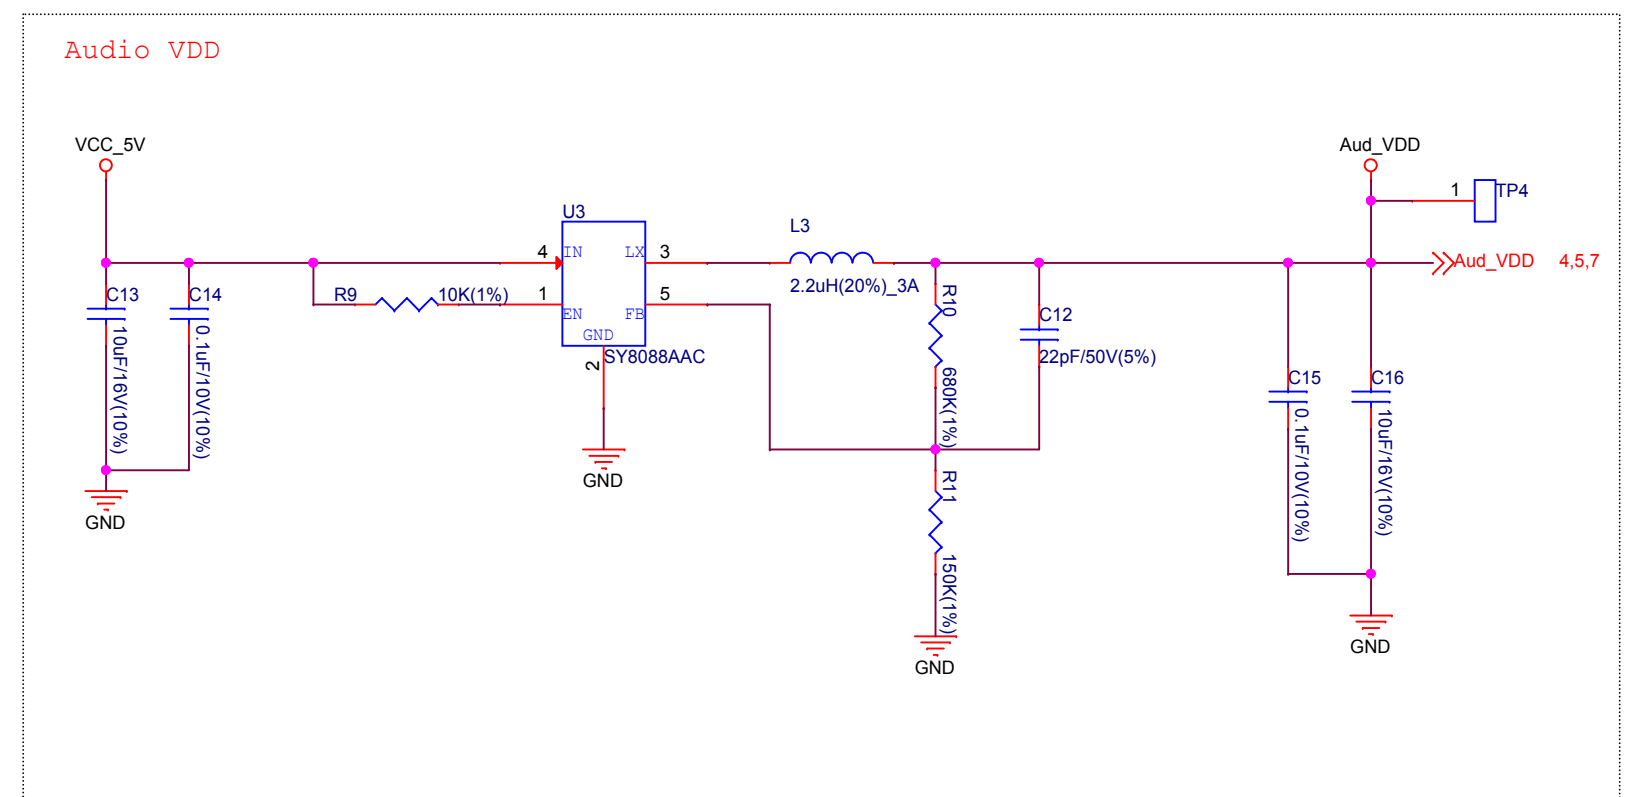 Audio VDD
VCC_5V
Aud_VDD
1
TP4
U3
L3
4
IN
LX
3
Aud_VDD
4,5,7
2.2uH(20%)_3A
C13
C14
R9
10K(1%)
1
5
EN
FB
R10
C12
GND
SY8088AAC
22pF/50V(5%)
10uF/16V(10%)
0.1uF/10V(10%)
2
680K(1%)
C15
C16
0.1uF/10V(10%)
10uF/16V(10%)
GND
R11
GND
150K(1%)
GND
GND